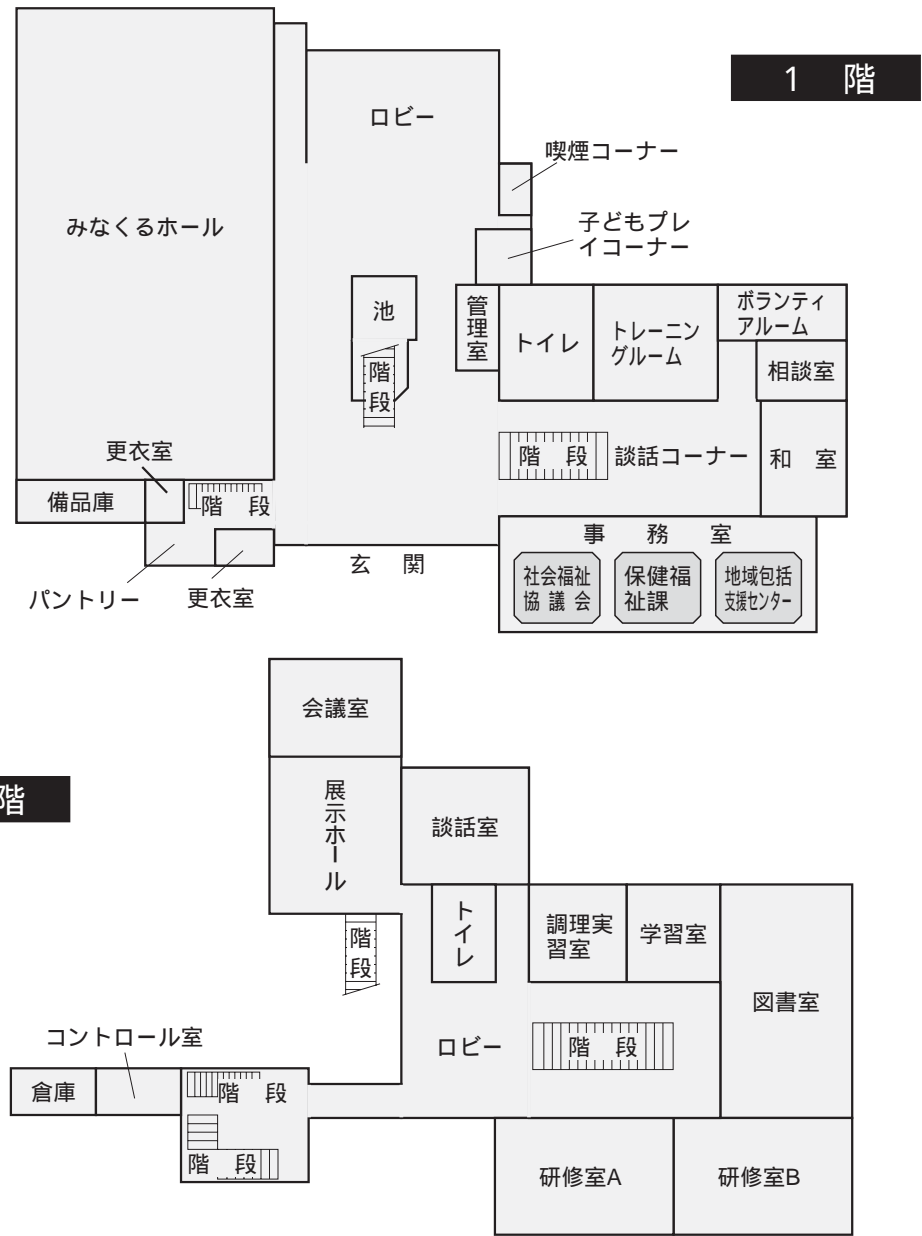 1 階
ロビー
喫煙コーナー
子どもプレ
イコーナー
みなくるホール
池
階
段
管
理
室
トイレ
トレーニン
グルーム
ボランティ
アルーム
相談室
更衣室
階 段
談話コーナー
和 室
備品庫
階 段
事 務 室
玄 関
社会福祉
協 議 会
保健福
祉課
地域包括
支援センター
パントリー
更衣室
会議室
階
展
示
ホ
ー
ル
談話室
ト
イ
レ
調理実
習室
学習室
階
段
図書室
コントロール室
ロビー
階 段
倉庫
階 段
階 段
研修室A
研修室B